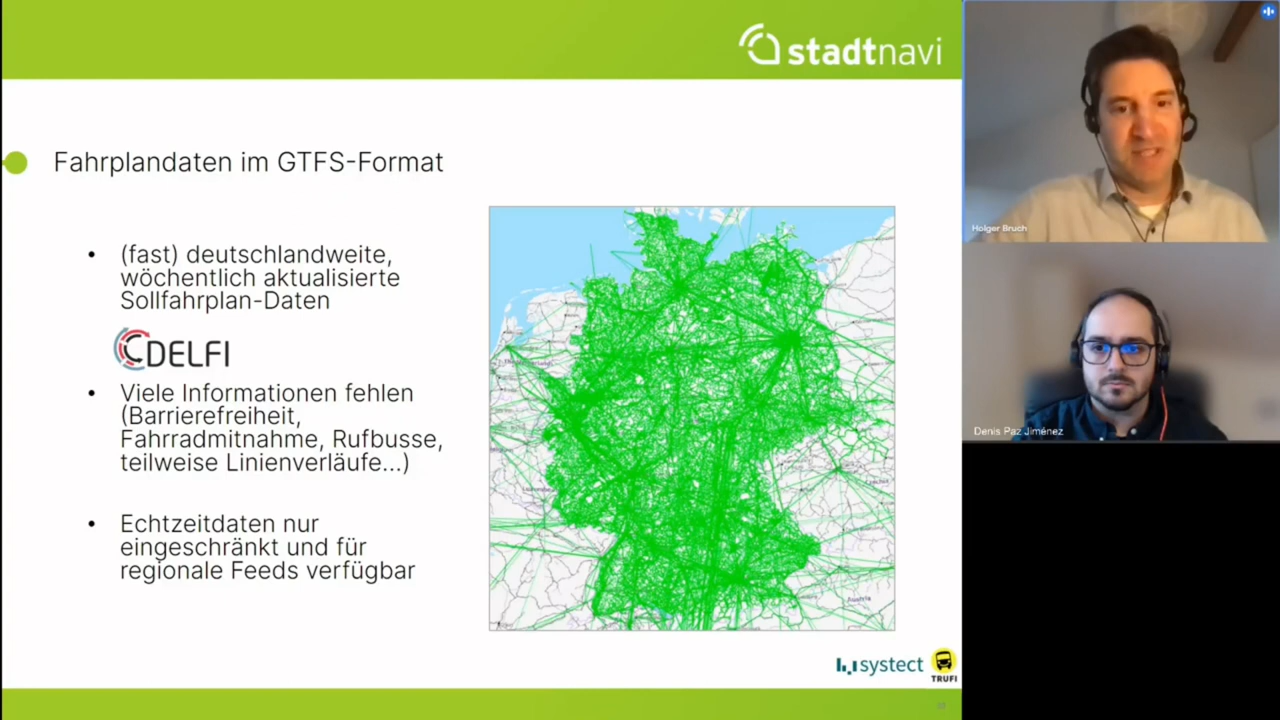 stadtnavi
Fahrplandaten im GTFS-Format
• (fast) deutschlandweite,
wöchentlich aktualisierte
Sollfahrplan-Daten
DELFI
• Viele Informationen fehlen
(Barrierefreiheit,
Fahrradmitnahme, Rufbusse,
teilweise Linienverläufe...)
• Echtzeitdaten nur
eingeschränkt und für
regionale Feeds verfügbar
Austria
systect
TRUFI
Holger Bruch
Denis Paz Jiménez